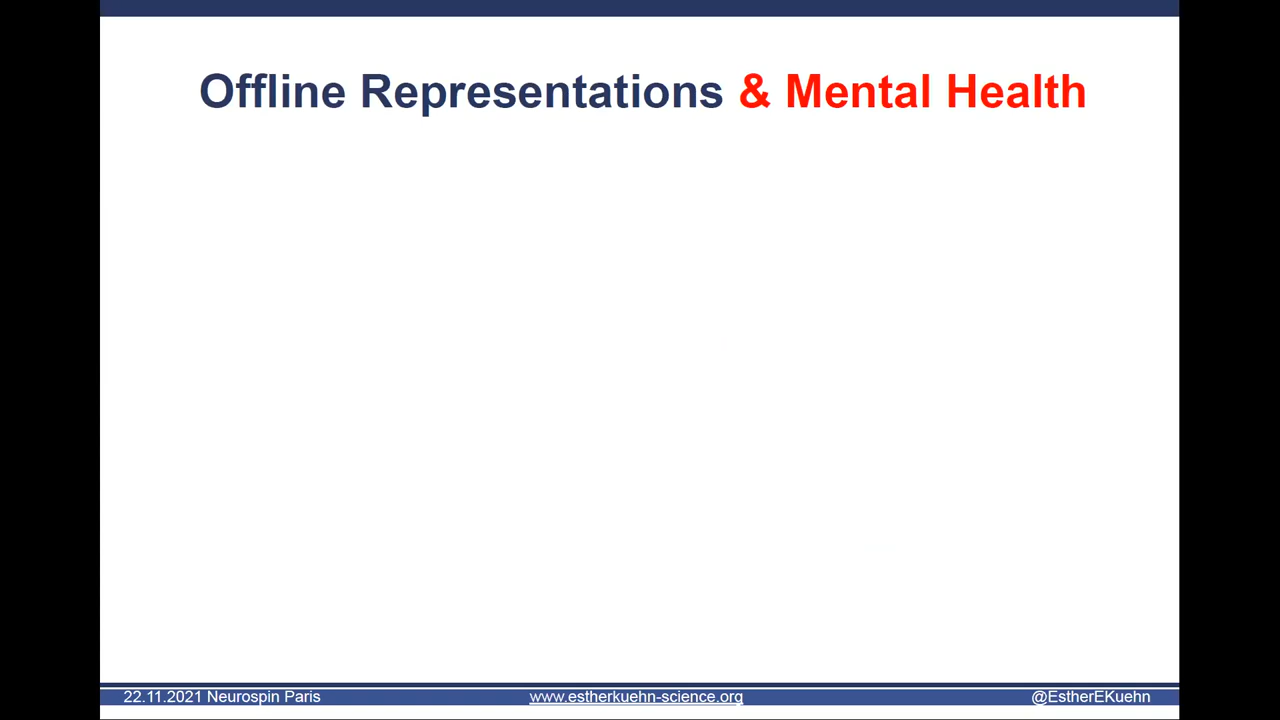 Offline Representations & Mental Health
22.11.2021 Neurospin Paris www.estherkuehn-science.org @EstherEKuehn